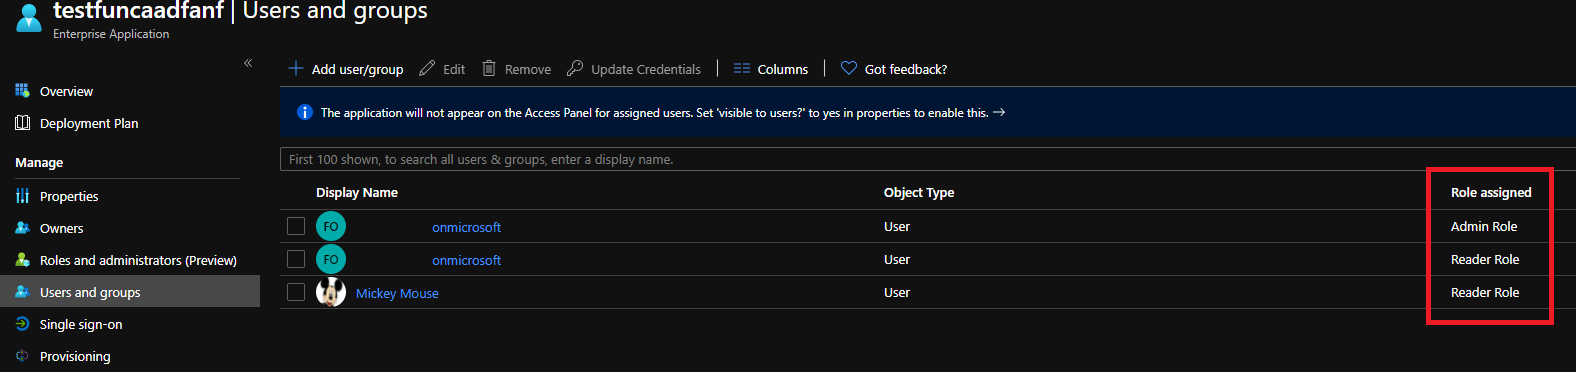 testfuncaadfanf | Users and groups
Enterprise Application
«
Overview
Deployment Plan
Manage
Properties
Owners
Roles and administrators (Preview)
Users and groups
Single sign-on
Provisioning
+ Add user/group Edit Remove Update Credentials | Columns | Got feedback?
The application will not appear on the Access Panel for assigned users. Set 'visible to users?' to yes in properties to enable this. →
First 100 shown, to search all users & groups, enter a display name.
Display Name Object Type Role assigned
FO onmicrosoft User Admin Role
FO onmicrosoft User Reader Role
Mickey Mouse User Reader Role